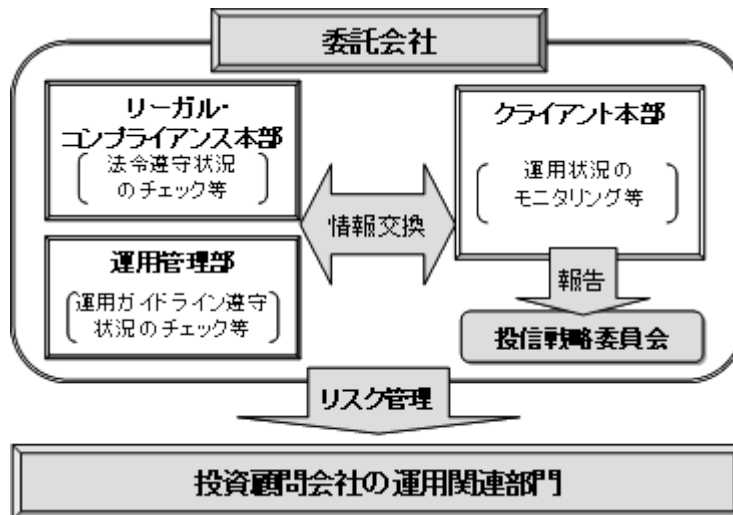 委託会社
リーガル・
コンプライアンス本部
法令遵守状況
のチェック等
クライアント本部
運用状況の
モニタリング等
情報交換
運用管理部
運用ガイドライン遵守
状況のチェック等
報告
投信戦略委員会
リスク管理
投資顧問会社の運用関連部門